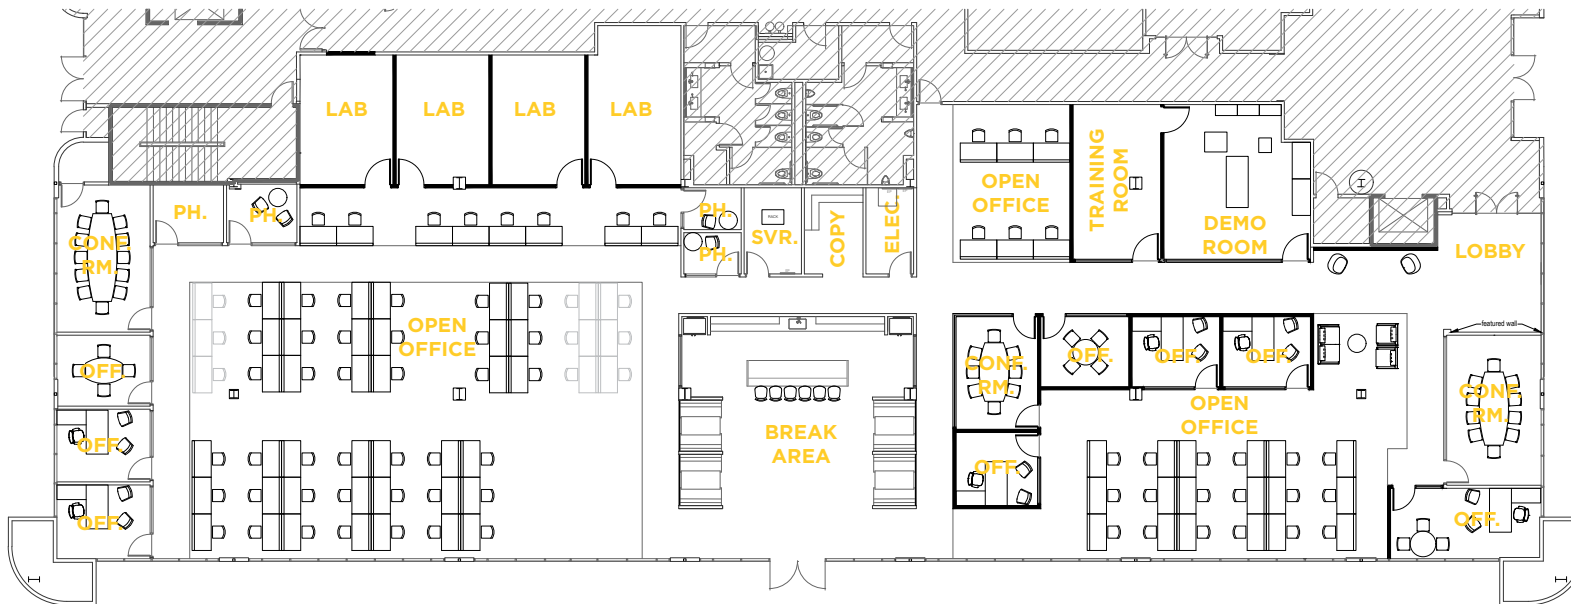 LAB
LAB
LAB
LAB
TRAINING
ROOM
OPEN
OFFICE
DEMO
ROOM
PH.
PH.
PH.
PH.
RACK
SVR.
COPY
ELEC.
CONF.
RM.
LOBBY
featured wall
OPEN
OFFICE
OFF.
OFF.
OFF.
BREAK
AREA
CONF.
RM.
OFF.
OFF.
OFF.
OPEN
OFFICE
OFF.
CONF.
RM.
OFF.